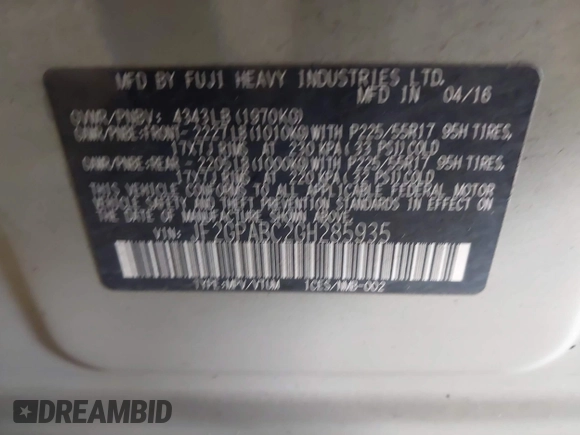 MFD BY FUJI HEAVY INDUSTRIES LTD.
MFD IN 04/16
GVWR/PNBV: 4343LB (1970KG)
GAWR/PNBE:FRONT- 2227LB (1010KG) WITH P225/55R17 95H TIRES,
17X7J RIMS AT 230 KPA (33 PSI) COLD
GAWR/PNBE:REAR- 2205LB (1000KG) WITH P225/55R17 95H TIRES,
17X7J RIMS AT 220 KPA (32 PSI) COLD
THIS VEHICLE CONFORMS TO ALL APPLICABLE FEDERAL MOTOR
VEHICLE SAFETY AND THEFT PREVENTION STANDARDS IN EFFECT ON
THE DATE OF MANUFACTURE SHOWN ABOVE.
VIN: JF2GPABC2GH285935
TYPE:MPV/VTUM ICES/NMB-002
DREAMBID